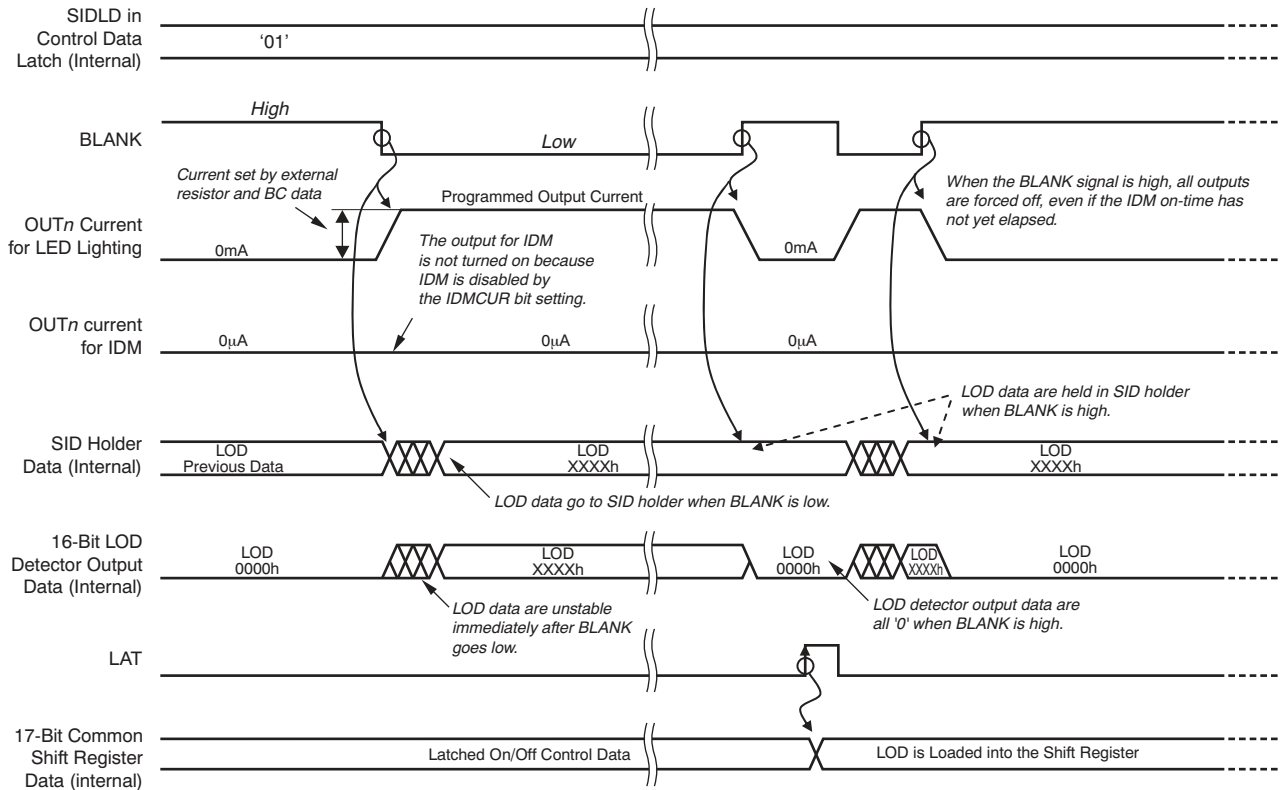 SIDLD in
Control Data
Latch (Internal)
‘01’
High
BLANK
Low
Current set by external
resistor and BC data
Programmed Output Current
When the BLANK signal is high, all outputs
are forced off, even if the IDM on-time has
not yet elapsed.
OUTn Current
for LED Lighting
0mA
0mA
The output for IDM
is not turned on because
IDM is disabled by
the IDMCUR bit setting.
OUTn current
for IDM
0μA
0μA
0μA
LOD data are held in SID holder
when BLANK is high.
SID Holder
Data (Internal)
LOD
Previous Data
LOD
XXXXh
LOD
XXXXh
LOD data go to SID holder when BLANK is low.
16-Bit LOD
Detector Output
Data (Internal)
LOD
0000h
LOD
XXXXh
LOD
0000h
LOD
XXXXh
LOD
0000h
LOD data are unstable
immediately after BLANK
goes low.
LOD detector output data are
all '0' when BLANK is high.
LAT
17-Bit Common
Shift Register
Data (internal)
Latched On/Off Control Data
LOD is Loaded into the Shift Register